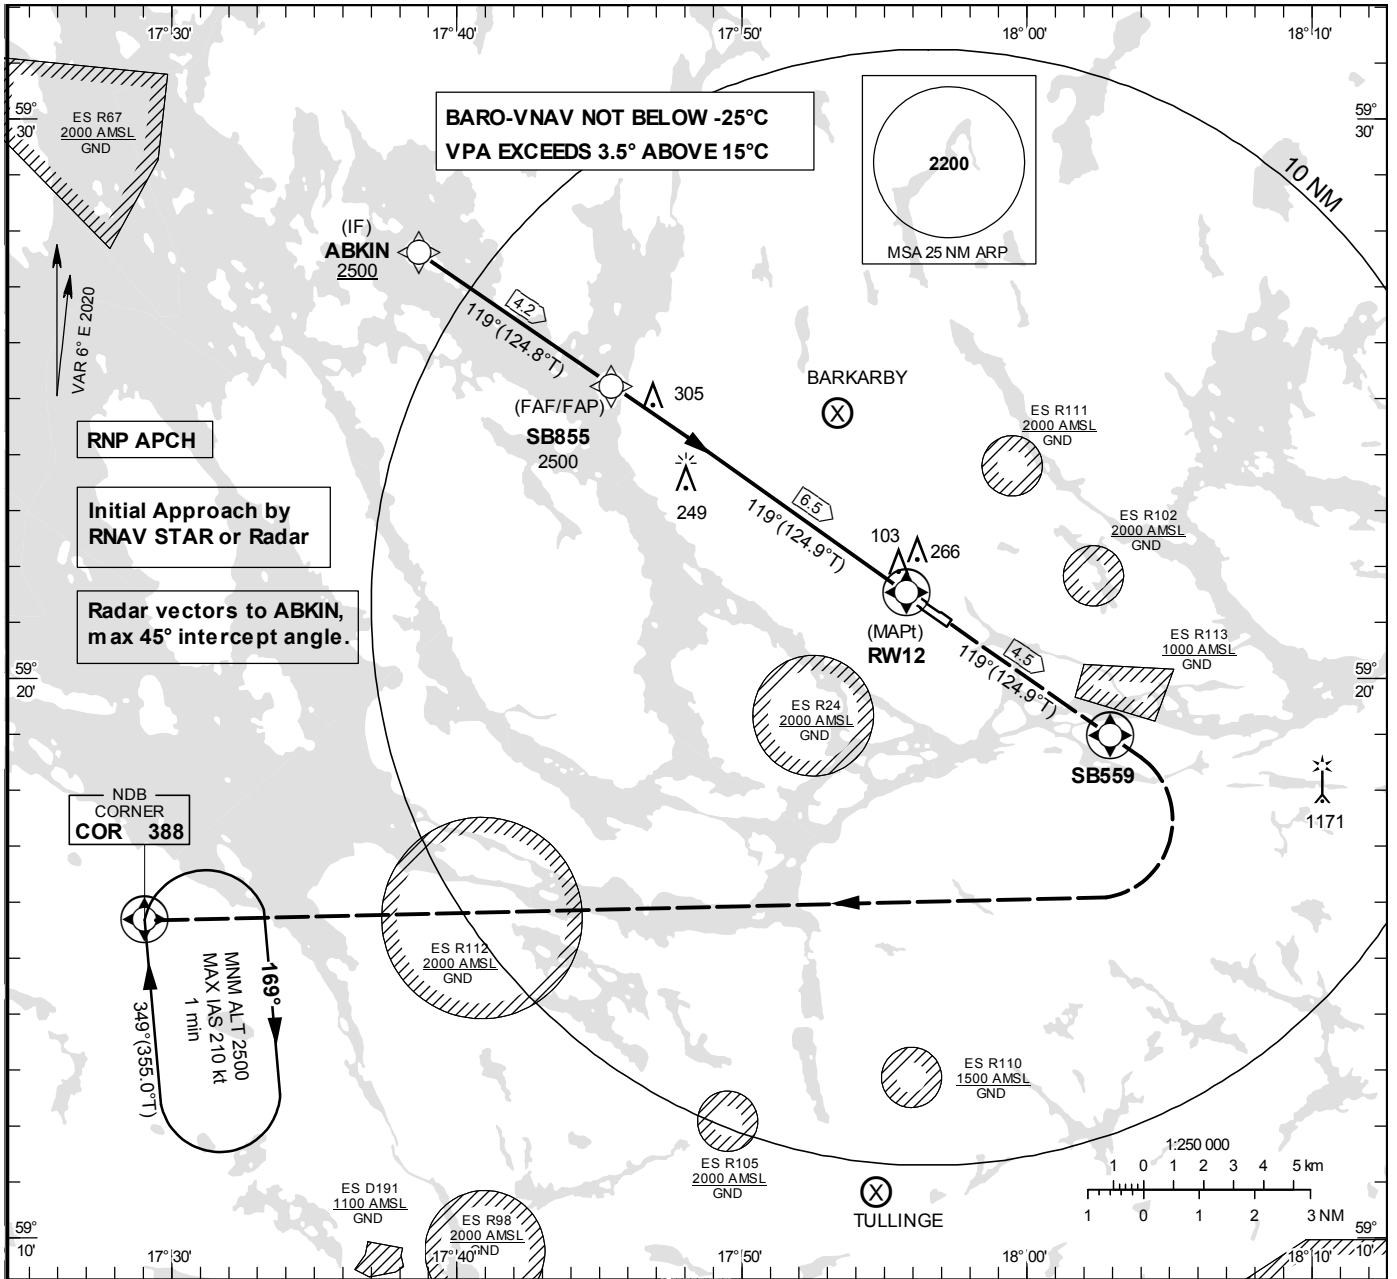 17° 30'
17° 40'
17° 50'
18° 00'
18° 10'
59°
30'
59°
30'
ES R67
2000 AMSL
GND
BARO-VNAV NOT BELOW -25°C
VPA EXCEEDS 3.5° ABOVE 15°C
2200
MSA 25 NM ARP
10 NM
(IF)
ABKIN
2500
4.2
119°(124.8°T)
VAR 6° E 2020
305
(FAF/FAP)
SB855
2500
BARKARBY
X
ES R111
2000 AMSL
GND
RNP APCH
249
6.5
119°(124.9°T)
Initial Approach by
RNAV STAR or Radar
ES R102
2000 AMSL
GND
103
266
Radar vectors to ABKIN,
max 45° intercept angle.
(MAPt)
RW12
4.5
119°(124.9°T)
ES R113
1000 AMSL
GND
59°
20'
59°
20'
ES R24
2000 AMSL
GND
SB559
1171
NDB
CORNER
COR 388
ES R112
2000 AMSL
GND
169°
MNM ALT 2500
MAX IAS 210 kt
1 min
349°(355.0°T)
ES R110
1500 AMSL
GND
ES R105
2000 AMSL
GND
1:250 000
1 0 1 2 3 4 5 km
1 0 1 2 3 NM
X
TULLINGE
ES D191
1100 AMSL
GND
ES R98
2000 AMSL
GND
59°
10'
59°
10'
17° 30'
17° 40'
17° 50'
18° 00'
18° 10'